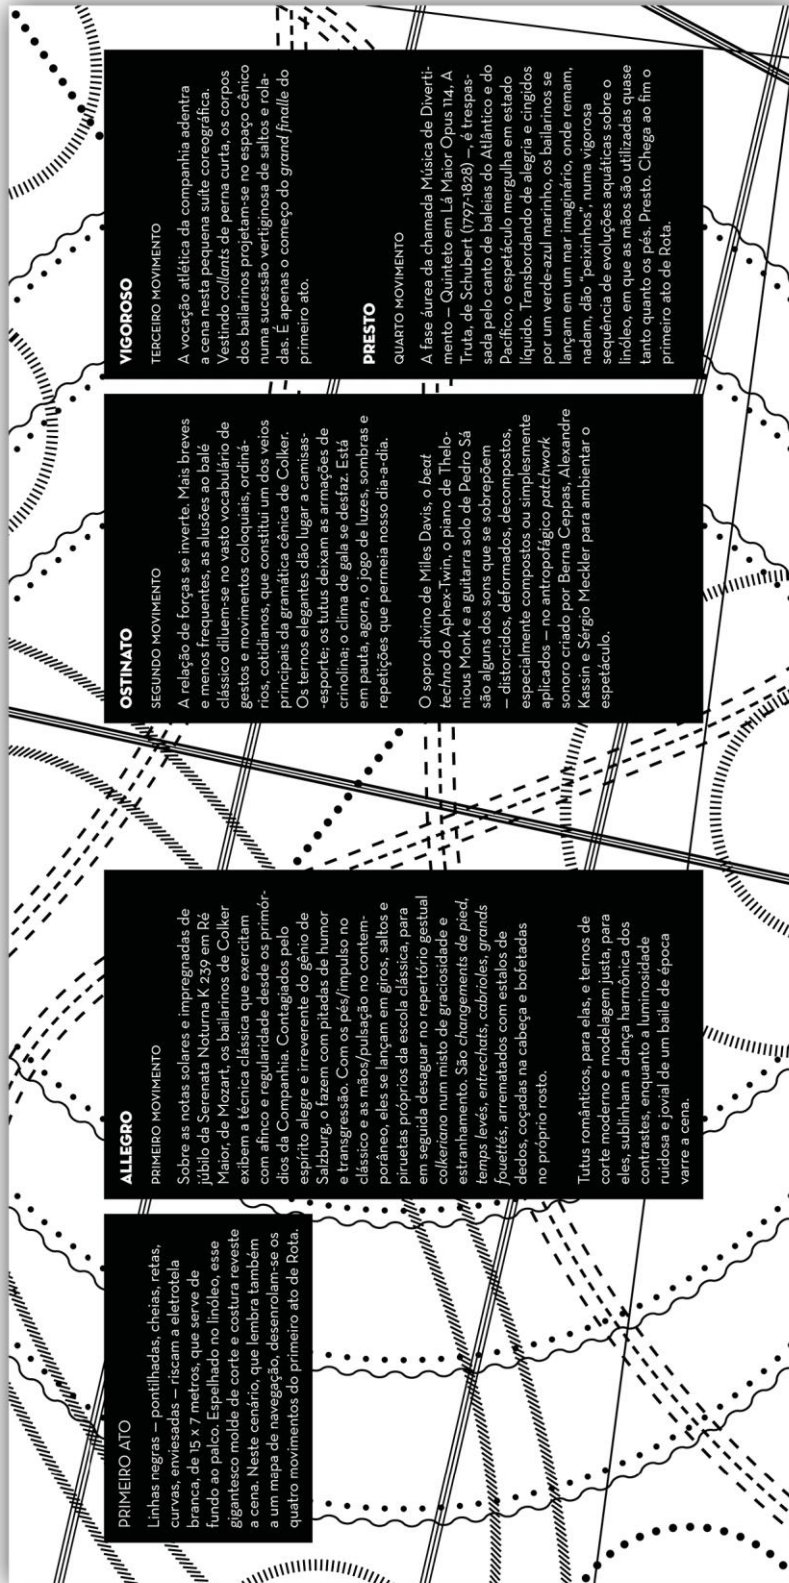 PRIMEIRO ATO
Linhas negras – pontilhadas, cheias, retas,
curvas, enviesadas – riscam a eletrotela
branca, de 15 x 7 metros, que serve de
fundo ao palco. Espelhado no linóleo, esse
gigantesco molde de corte e costura reveste
a cena. Neste cenário, que lembra também
a um mapa de navegação, desenrolam-se os
quatro movimentos do primeiro ato de Rota.
ALLEGRO
PRIMEIRO MOVIMENTO
Sobre as notas solares e impregnadas de
júbilo da Serenata Noturna K 239 em Ré
Maior, de Mozart, os bailarinos de Colker
exibem a técnica clássica que exercitam
com afinco e regularidade desde os primór-
dios da Companhia. Contagiados pelo
espírito alegre e irreverente do gênio de
Salzburg, o fazem com pitadas de humor
e transgressão. Com os pés/impulso no
clássico e as mãos/pulsação no contem-
porâneo, eles se lançam em giros, saltos e
piruetas próprios da escola clássica, para
em seguida desaguar no repertório gestual
colkeriano num misto de graciosidade e
estranhamento. São changements de pied,
temps levés, entrechats, cabrioles, grands
fouettés, arrematados com estalos de
dedos, coçadas na cabeça e bofetadas
no próprio rosto.
Tutus românticos, para elas, e ternos de
corte moderno e modelagem justa, para
eles, sublinham a dança harmônica dos
contrastes, enquanto a luminosidade
ruidosa e jovial de um baile de época
varre a cena.
OSTINATO
SEGUNDO MOVIMENTO
A relação de forças se inverte. Mais breves
e menos frequentes, as alusões ao balé
clássico diluem-se no vasto vocabulário de
gestos e movimentos coloquiais, ordiná-
rios, cotidianos, que constitui um dos veios
principais da gramática cênica de Colker.
Os ternos elegantes dão lugar a camisas-
-esporte; os tutus deixam as armações de
crinolina; o clima de gala se desfaz. Está
em pauta, agora, o jogo de luzes, sombras e
repetições que permeia nosso dia-a-dia.
O sopro divino de Miles Davis, o beat
techno do Aphex-Twin, o piano de Thelo-
nious Monk e a guitarra solo de Pedro Sá
são alguns dos sons que se sobrepõem
– distorcidos, deformados, decompostos,
especialmente compostos ou simplesmente
aplicados – no antopofágico patchwork
sonoro criado por Berna Ceppas, Alexandre
Kassin e Sérgio Meckler para ambientar o
espetáculo.
VIGOROSO
TERCEIRO MOVIMENTO
A vocação atlética da companhia adentra
a cena nesta pequena suíte coreográfica.
Vestindo collants de perna curta, os corpos
dos bailarinos projetam-se no espaço cênico
numa sucessão vertiginosa de saltos e rola-
das. É apenas o começo do grand finalle do
primeiro ato.
PRESTO
QUARTO MOVIMENTO
A fase áurea da chamada Música de Diverti-
mento – Quinteto em Lá Maior Opus 114, A
Truta, de Schubert (1797-1828) –, é trespas-
sada pelo canto de baleias do Atlântico e do
Pacífico, o espetáculo mergulha em estado
líquido. Transbordando de alegria e cingidos
por um verde-azul marinho, os bailarinos se
lançam em um mar imaginário, onde remam,
nadam, dão “peixinhos”, numa vigorosa
sequência de evoluções aquáticas sobre o
linóleo, em que as mãos são utilizadas quase
tanto quanto os pés. Presto. Chega ao fim o
primeiro ato de Rota.